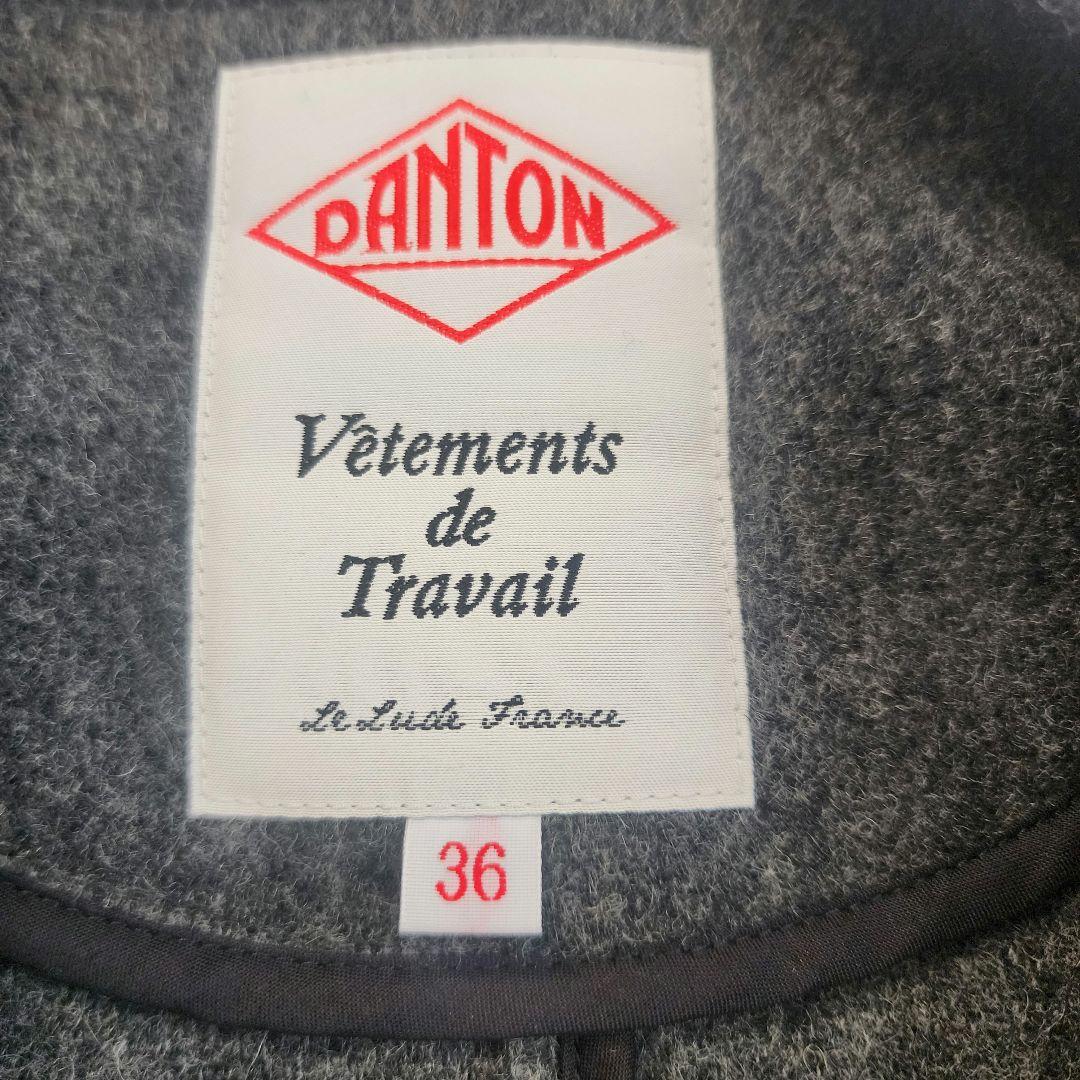 DANTON
Vêtements
de
Travail
Le Lude France
36